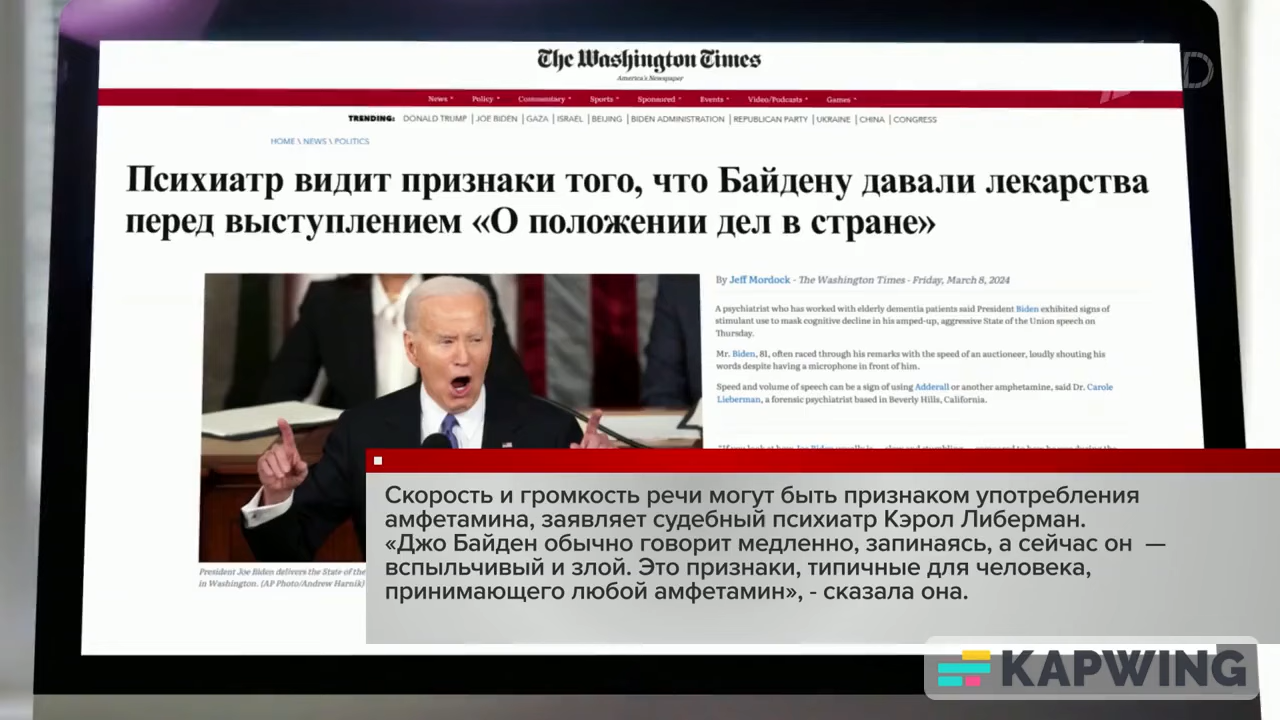 The Washington Times
America's Newspaper
News Policy Commentary Sports Sponsored Events Video/Podcasts Games
TRENDING: DONALD TRUMP | JOE BIDEN | GAZA | ISRAEL | BEIJING | BIDEN ADMINISTRATION | REPUBLICAN PARTY | UKRAINE | CHINA | CONGRESS
HOME \ NEWS \ POLITICS
Психиатр видит признаки того, что Байдену давали лекарства
перед выступлением «О положении дел в стране»
By Jeff Mordock - The Washington Times - Friday, March 8, 2024
A psychiatrist who has worked with elderly dementia patients said President Biden exhibited signs of
stimulant use to mask cognitive decline in his amped-up, aggressive State of the Union speech on
Thursday.
Mr. Biden, 81, often raced through his remarks with the speed of an auctioneer, loudly shouting his
words despite having a microphone in front of him.
Speed and volume of speech can be a sign of using Adderall or another amphetamine, said Dr. Carole
Lieberman, a forensic psychiatrist based in Beverly Hills, California.
President Joe Biden delivers the State of the
in Washington. (AP Photo/Andrew Harnik)
Скорость и громкость речи могут быть признаком употребления
амфетамина, заявляет судебный психиатр Кэрол Либерман.
«Джо Байден обычно говорит медленно, запинаясь, а сейчас он —
вспыльчивый и злой. Это признаки, типичные для человека,
принимающего любой амфетамин», - сказала она.
KAPWING